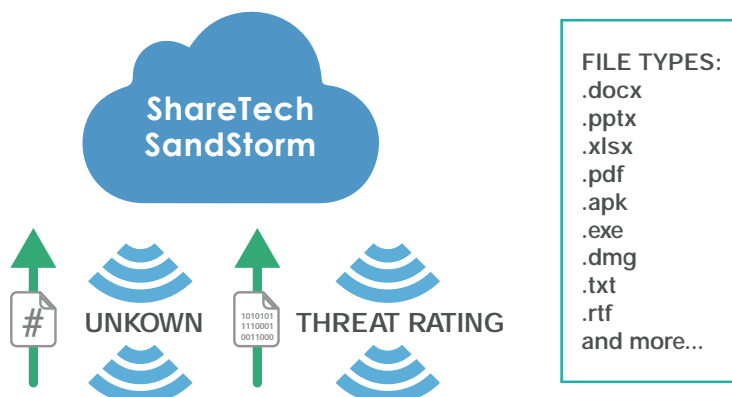 ShareTech
SandStorm
FILE TYPES:
.docx
.pptx
.xlsx
.pdf
.apk
.exe
.dmg
.txt
.rtf
and more...
# UNKOWN
1010101
1110001
0011000
THREAT RATING